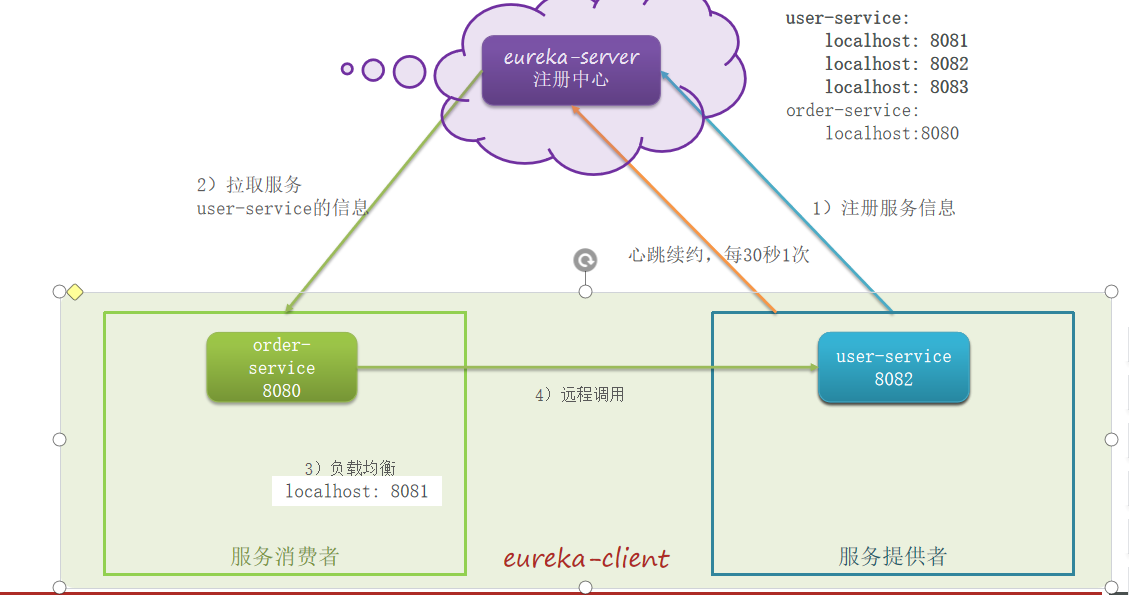 eureka-server
注册中心
user-service:
localhost: 8081
localhost: 8082
localhost: 8083
order-service:
localhost:8080
2）拉取服务
user-service的信息
1）注册服务信息
心跳续约，每30秒1次
order-
service
8080
user-service
8082
4）远程调用
3）负载均衡
localhost: 8081
服务消费者
eureka-client
服务提供者